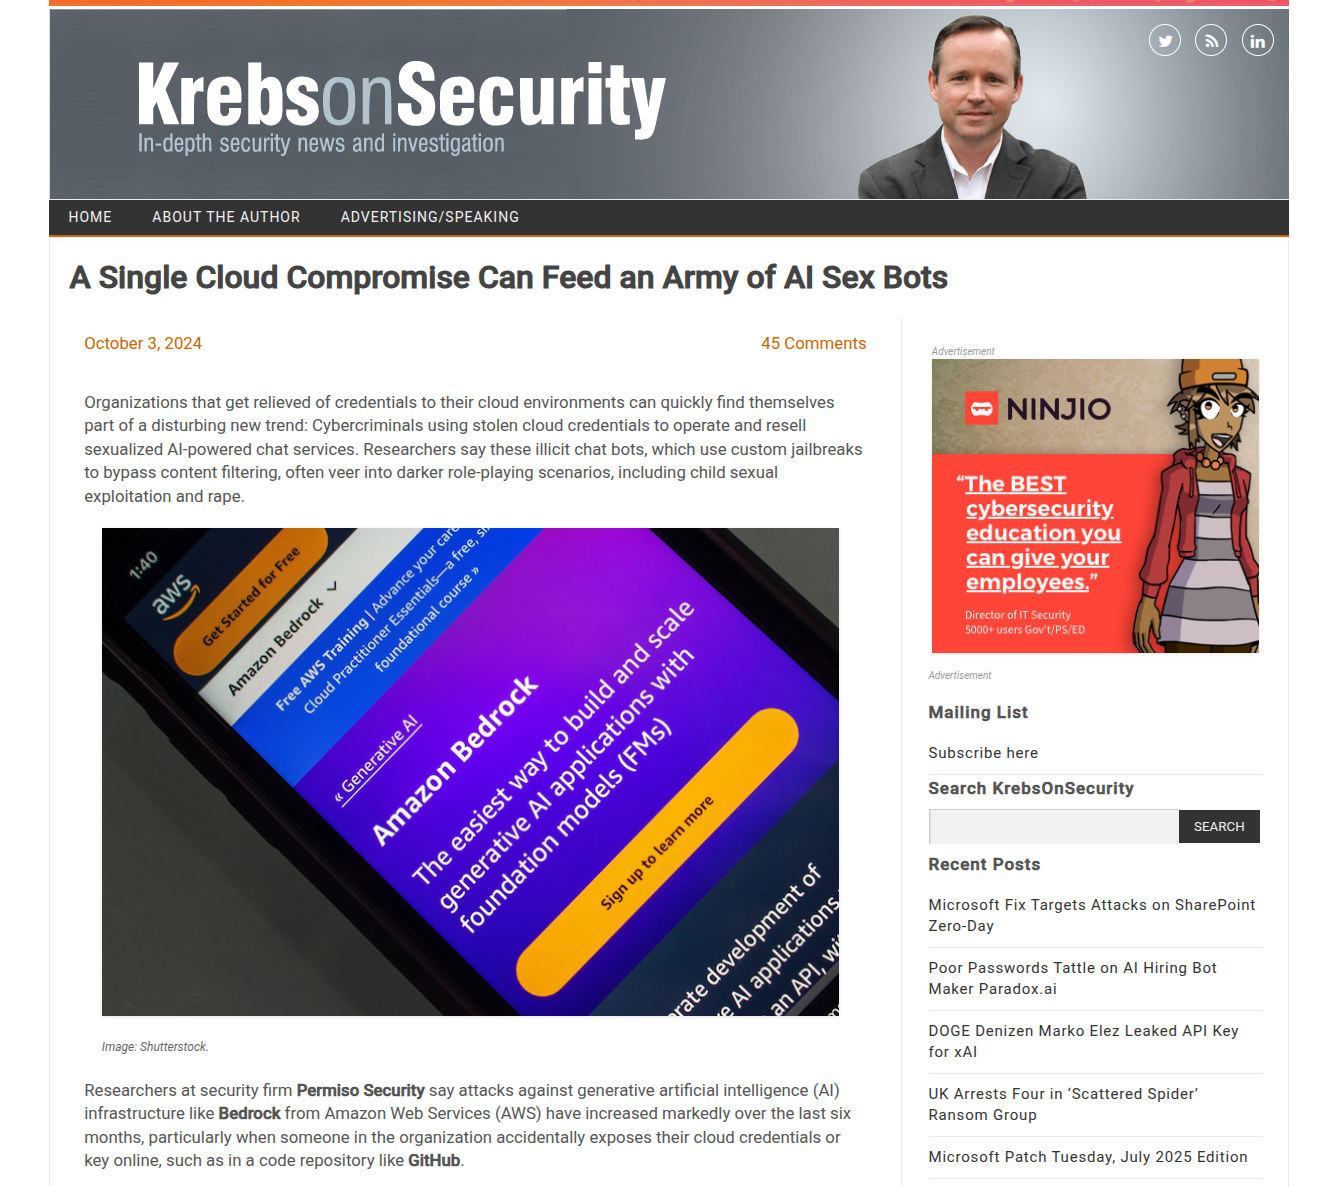 KrebsonSecurity
In-depth security news and investigation
HOME
ABOUT THE AUTHOR
ADVERTISING/SPEAKING
A Single Cloud Compromise Can Feed an Army of AI Sex Bots
October 3, 2024
45 Comments
Organizations that get relieved of credentials to their cloud environments can quickly find themselves
part of a disturbing new trend: Cybercriminals using stolen cloud credentials to operate and resell
sexualized AI-powered chat services. Researchers say these illicit chat bots, which use custom jailbreaks
to bypass content filtering, often veer into darker role-playing scenarios, including child sexual
exploitation and rape.
1:40
aws
Get Started for Free
Amazon Bedrock
Free AWS Training | Advance your
Cloud Practitioner Essentials—a free,
foundational course »
« Generative AI
Amazon Bedrock
The easiest way to build and scale
generative AI applications with
foundation models (FMs)
Sign up to learn more
development of
AI applications
an API,
Image: Shutterstock.
Researchers at security firm Permiso Security say attacks against generative artificial intelligence (AI)
infrastructure like Bedrock from Amazon Web Services (AWS) have increased markedly over the last six
months, particularly when someone in the organization accidentally exposes their cloud credentials or
key online, such as in a code repository like GitHub.
Advertisement
NINJIO
“The BEST
cybersecurity
education you
can give your
employees.”
Director of IT Security
5000+ users Gov't/PS/ED
Advertisement
Mailing List
Subscribe here
Search KrebsOnSecurity
SEARCH
Recent Posts
Microsoft Fix Targets Attacks on SharePoint
Zero-Day
Poor Passwords Tattle on AI Hiring Bot
Maker Paradox.ai
DOGE Denizen Marko Elez Leaked API Key
for xAI
UK Arrests Four in ‘Scattered Spider’
Ransom Group
Microsoft Patch Tuesday, July 2025 Edition